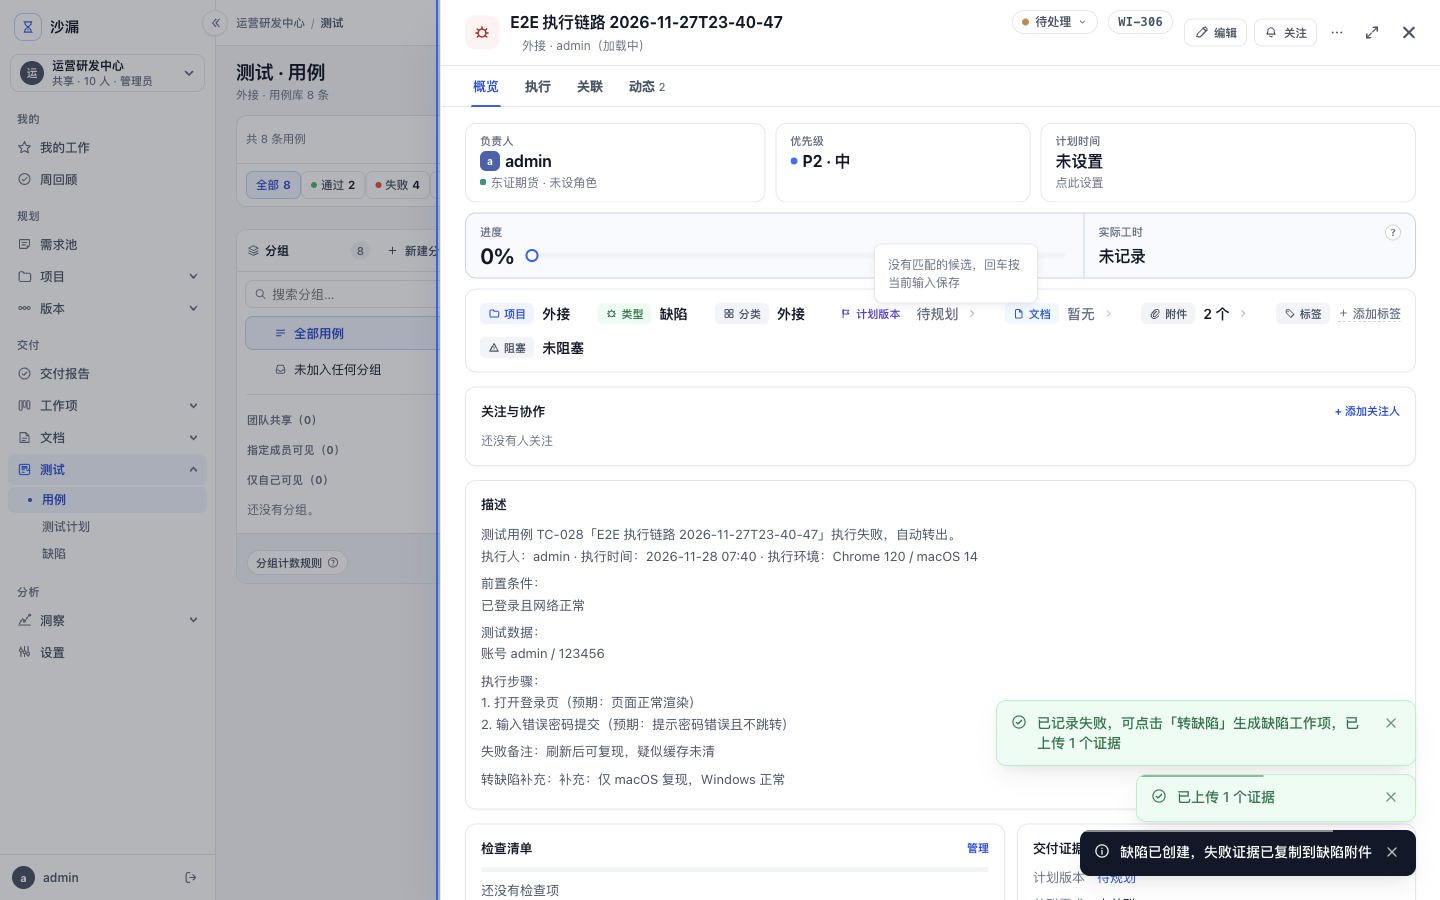 沙漏
运
运营研发中心
共享 · 10 人 · 管理员
我的
我的工作
周回顾
规划
需求池
项目
版本
交付
交付报告
工作项
文档
测试
用例
测试计划
缺陷
分析
洞察
设置
a admin
运营研发中心 / 测试
测试 · 用例
外接 · 用例库 8 条
共 8 条用例
全部 8
通过 2
失败 4
分组 8
+ 新建分
搜索分组...
全部用例
未加入任何分组
团队共享（0）
指定成员可见（0）
仅自己可见（0）
还没有分组。
分组计数规则 ?
E2E 执行链路 2026-11-27T23-40-47
外接 · admin（加载中）
待处理
WI-306
编辑
关注
概览
执行
关联
动态 2
负责人
a admin
东证期货 · 未设角色
优先级
P2 · 中
计划时间
未设置
点此设置
进度
0%
实际工时 ?
未记录
没有匹配的候选，回车按
当前输入保存
项目 外接
类型 缺陷
分类 外接
计划版本 待规划
文档 暂无
附件 2 个
标签 + 添加标签
阻塞 未阻塞
关注与协作
+ 添加关注人
还没有人关注
描述
测试用例 TC-028「E2E 执行链路 2026-11-27T23-40-47」执行失败，自动转出。
执行人：admin · 执行时间：2026-11-28 07:40 · 执行环境：Chrome 120 / macOS 14
前置条件：
已登录且网络正常
测试数据：
账号 admin / 123456
执行步骤：
1. 打开登录页（预期：页面正常渲染）
2. 输入错误密码提交（预期：提示密码错误且不跳转）
失败备注：刷新后可复现，疑似缓存未清
转缺陷补充：补充：仅 macOS 复现，Windows 正常
已记录失败，可点击「转缺陷」生成缺陷工作项，已
上传 1 个证据
已上传 1 个证据
缺陷已创建，失败证据已复制到缺陷附件
检查清单
管理
还没有检查项
交付证据
计划版本 待规划